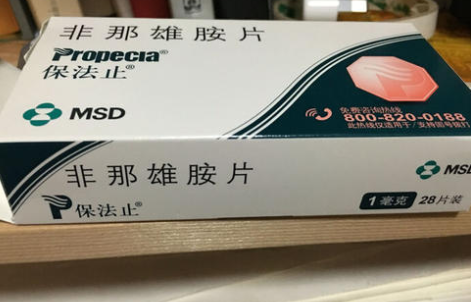 非那雄胺片
Propecia®
保法止®
MSD
免费咨询热线
800-820-0188
非那雄胺片
保法止®
MSD
1毫克
28片装